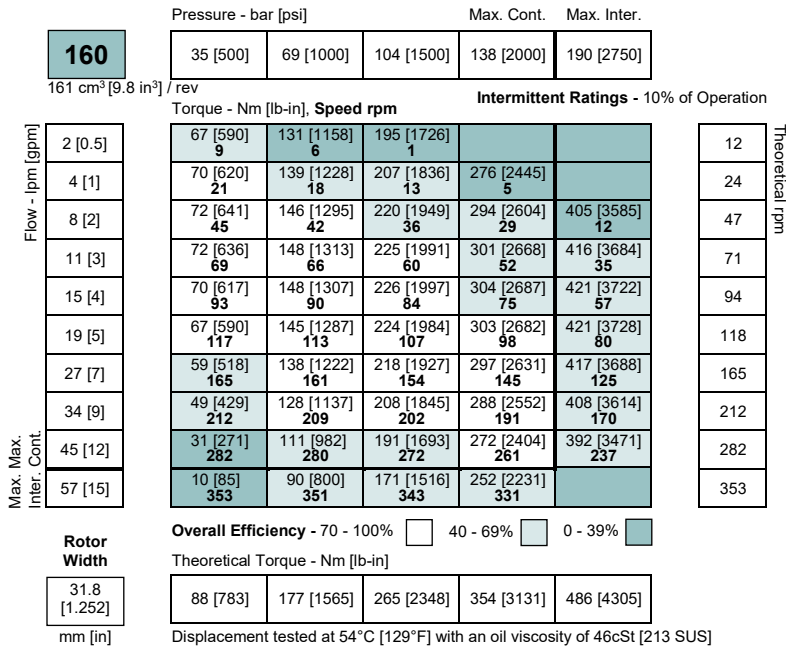 Pressure - bar [psi] Max. Cont. Max. Inter.
160 35 [500] 69 [1000] 104 [1500] 138 [2000] 190 [2750]
161 cm³ [9.8 in³] / rev
Intermittent Ratings - 10% of Operation
Torque - Nm [lb-in], Speed rpm
Flow - lpm [gpm]
Theoretical rpm
2 [0.5] 67 [590] 131 [1158] 195 [1726] 12
9 6 1
4 [1] 70 [620] 139 [1228] 207 [1836] 276 [2445] 24
21 18 13 5
8 [2] 72 [641] 146 [1295] 220 [1949] 294 [2604] 405 [3585] 47
45 42 36 29 12
11 [3] 72 [636] 148 [1313] 225 [1991] 301 [2668] 416 [3684] 71
69 66 60 52 35
15 [4] 70 [617] 148 [1307] 226 [1997] 304 [2687] 421 [3722] 94
93 90 84 75 57
19 [5] 67 [590] 145 [1287] 224 [1984] 303 [2682] 421 [3728] 118
117 113 107 98 80
27 [7] 59 [518] 138 [1222] 218 [1927] 297 [2631] 417 [3688] 165
165 161 154 145 125
34 [9] 49 [429] 128 [1137] 208 [1845] 288 [2552] 408 [3614] 212
212 209 202 191 170
Max. Cont. 45 [12] 31 [271] 111 [982] 191 [1693] 272 [2404] 392 [3471] 282
282 280 272 261 237
Max. Inter. 57 [15] 10 [85] 90 [800] 171 [1516] 252 [2231] 353
353 351 343 331
Overall Efficiency - 70 - 100% 40 - 69% 0 - 39%
Rotor
Width
Theoretical Torque - Nm [lb-in]
31.8
[1.252]
88 [783] 177 [1565] 265 [2348] 354 [3131] 486 [4305]
mm [in] Displacement tested at 54°C [129°F] with an oil viscosity of 46cSt [213 SUS]